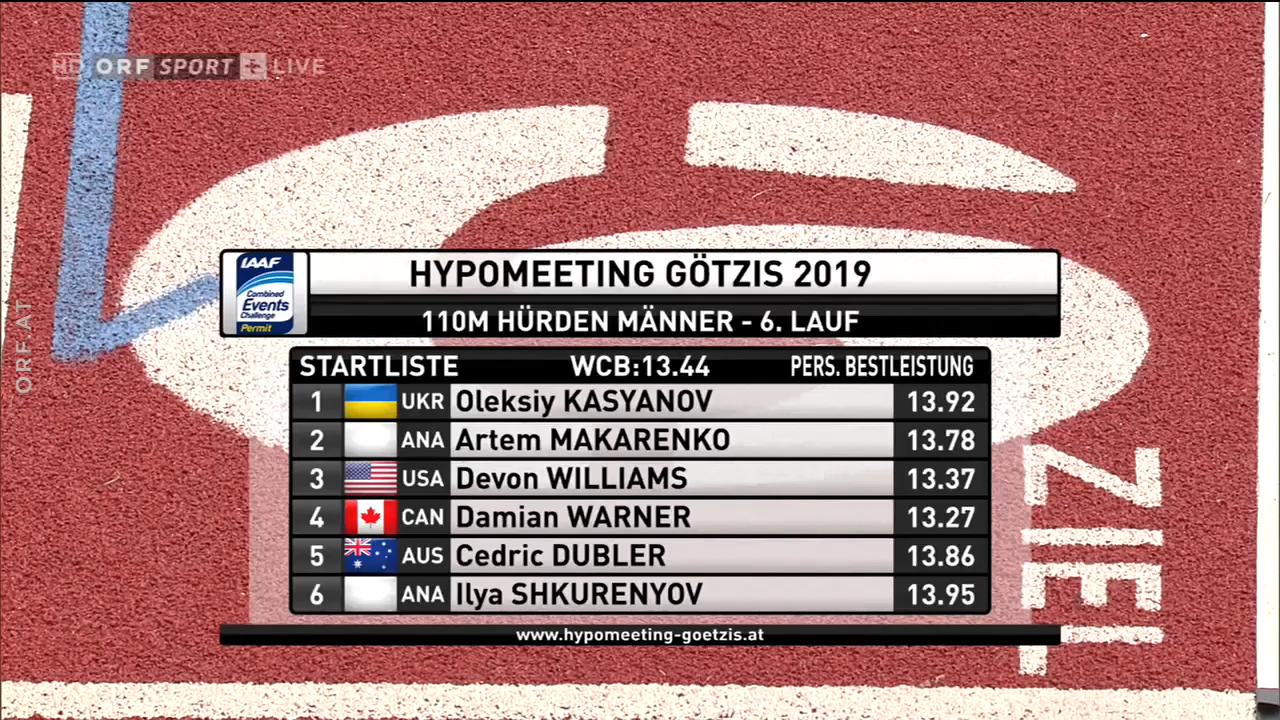 HD ORF SPORT + LIVE
ORF.AT
IAAF
Combined
Events
Challenge
Permit
HYPOMEETING GÖTZIS 2019
110M HÜRDEN MÄNNER - 6. LAUF
STARTLISTE WCB:13.44 PERS. BESTLEISTUNG
1 UKR Oleksiy KASYANOV 13.92
2 ANA Artem MAKARENKO 13.78
3 USA Devon WILLIAMS 13.37
4 CAN Damian WARNER 13.27
5 AUS Cedric DUBLER 13.86
6 ANA Ilya SHKURENYOV 13.95
www.hypomeeting-goetzis.at
ZIEL